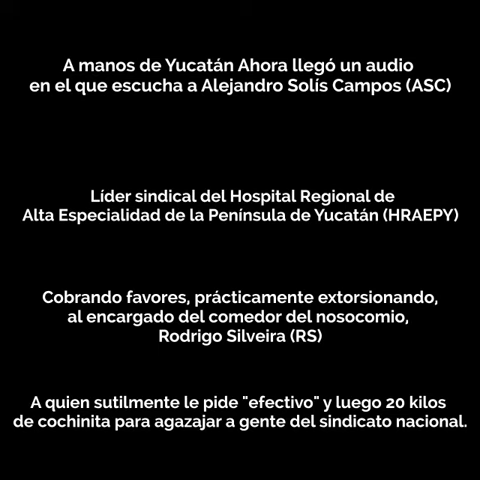 A manos de Yucatán Ahora llegó un audio
en el que escucha a Alejandro Solís Campos (ASC)
Líder sindical del Hospital Regional de
Alta Especialidad de la Península de Yucatán (HRAEPY)
Cobrando favores, prácticamente extorsionando,
al encargado del comedor del nosocomio,
Rodrigo Silveira (RS)
A quien sutilmente le pide "efectivo" y luego 20 kilos
de cochinita para agazajar a gente del sindicato nacional.